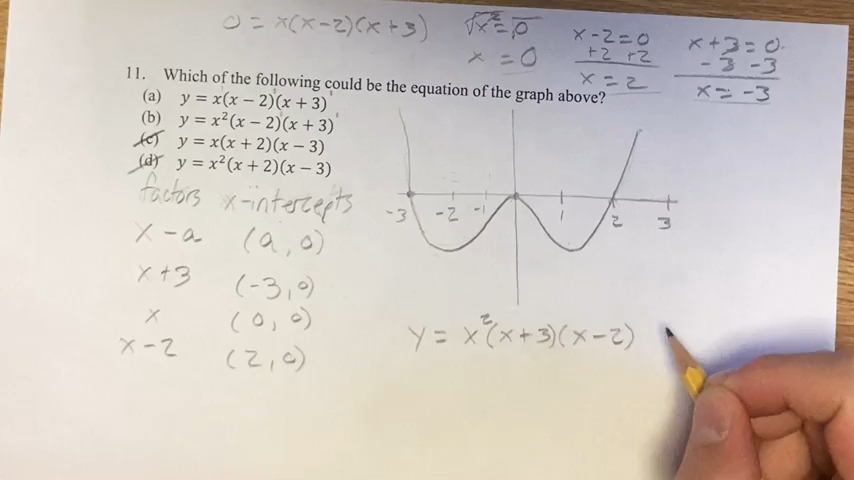 0 = x(x-2)(x+3)
√x² = √0
x = 0
x-2=0
+2 +2
x = 2
x+3=0
-3 -3
x = -3
11. Which of the following could be the equation of the graph above?
(a) y = x(x − 2)(x + 3)
(b) y = x²(x − 2)(x + 3)
(c) y = x(x + 2)(x − 3)
(d) y = x²(x + 2)(x − 3)
factors x-intercepts
x-a (a,0)
x+3 (-3,0)
x (0,0)
x-2 (2,0)
-3 -2 -1 1 2 3
y = x²(x+3)(x-2)